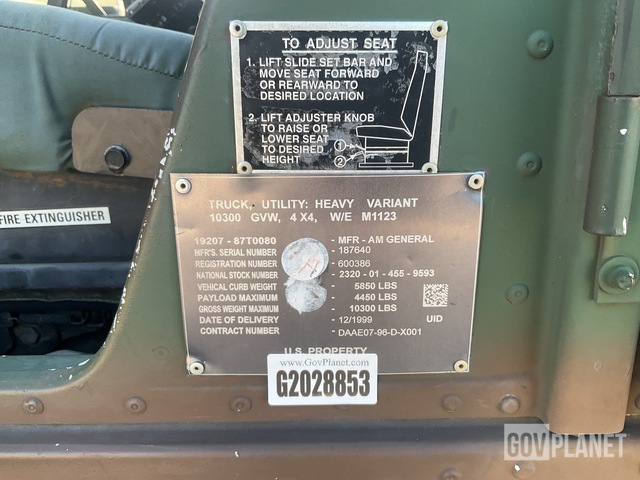 TO ADJUST SEAT
1. LIFT SLIDE SET BAR AND
MOVE SEAT FORWARD
OR REARWARD TO
DESIRED LOCATION
2. LIFT ADJUSTER KNOB
TO RAISE OR
LOWER SEAT
TO DESIRED
HEIGHT
1
2
FIRE EXTINGUISHER
TRUCK, UTILITY: HEAVY VARIANT
10300 GVW, 4 X4, W/E M1123
19207 - 87T0080 - MFR - AM GENERAL
MFR'S. SERIAL NUMBER - 187640
REGISTRATION NUMBER - 600386
NATIONAL STOCK NUMBER - 2320 - 01 - 455 - 9593
VEHICAL CURB WEIGHT - 5850 LBS
PAYLOAD MAXIMUM - 4450 LBS
GROSS WEIGHT MAXIMUM - 10300 LBS
DATE OF DELIVERY - 12/1999
CONTRACT NUMBER - DAAE07-96-D-X001
UID
U.S. PROPERTY
www.GovPlanet.com
G2028853
GOVPLANET